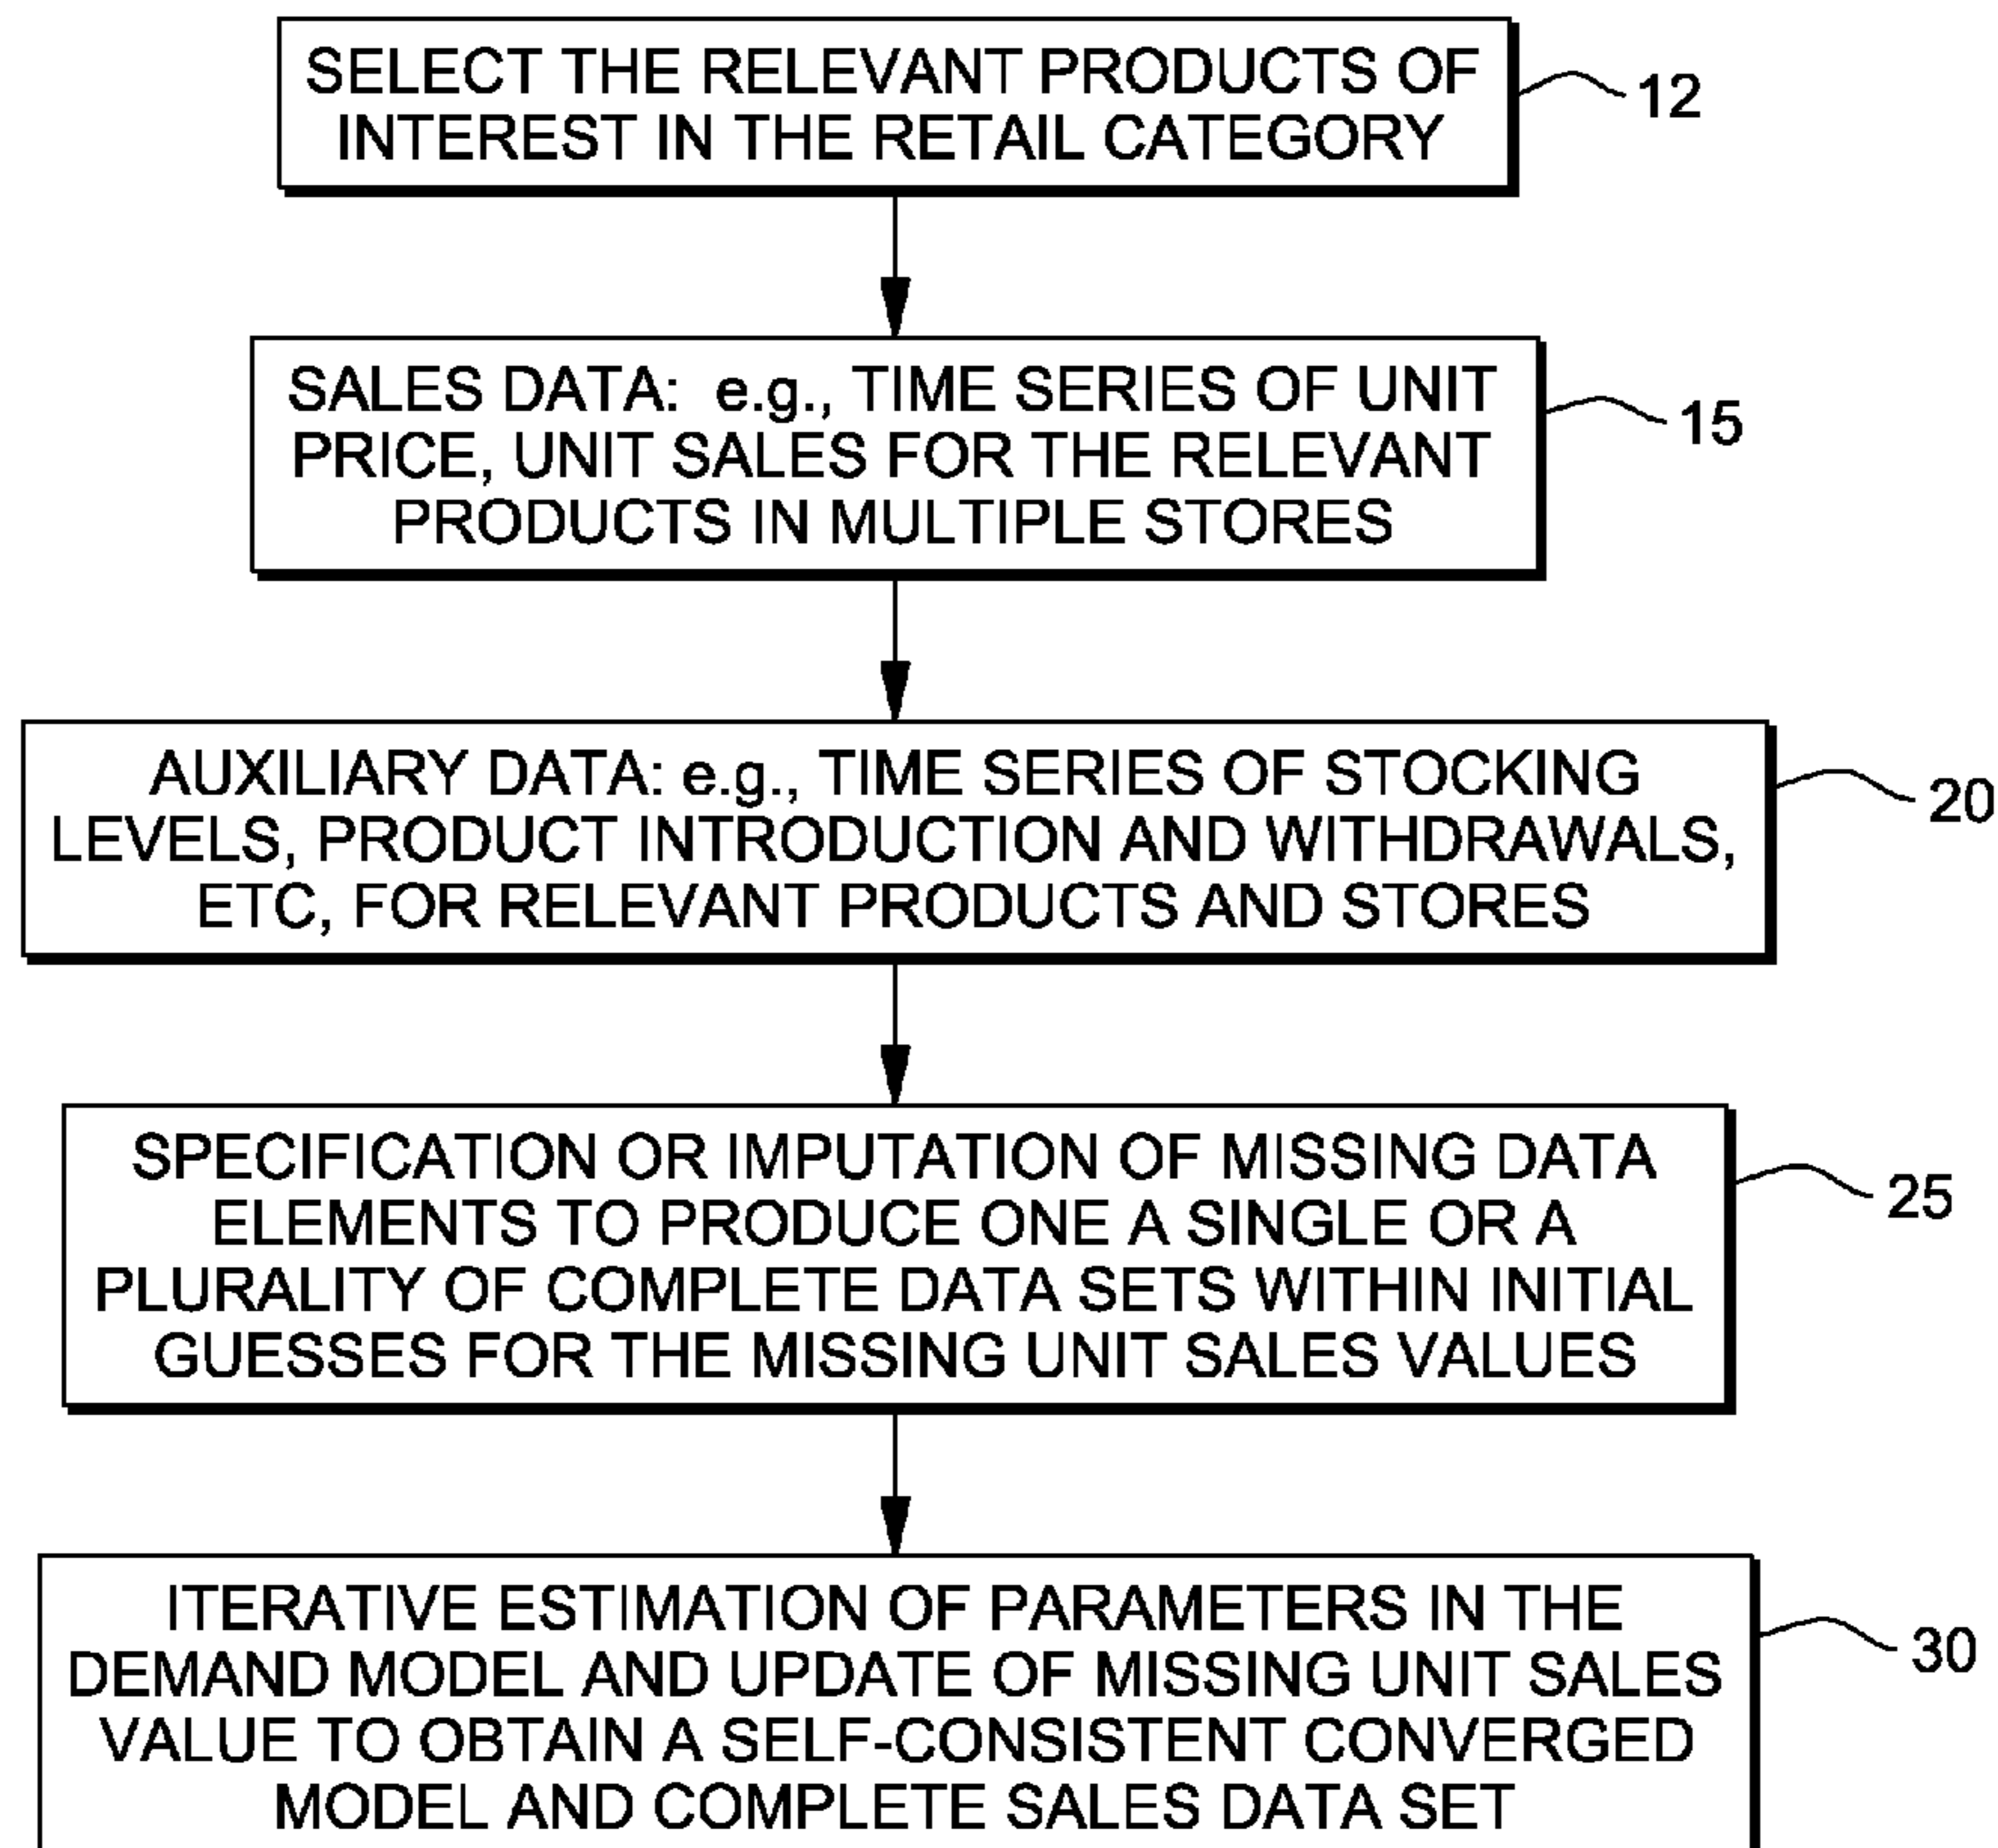 SELECT THE RELEVANT PRODUCTS OF
INTEREST IN THE RETAIL CATEGORY
12
SALES DATA: e.g., TIME SERIES OF UNIT
PRICE, UNIT SALES FOR THE RELEVANT
PRODUCTS IN MULTIPLE STORES
15
AUXILIARY DATA: e.g., TIME SERIES OF STOCKING
LEVELS, PRODUCT INTRODUCTION AND WITHDRAWALS,
ETC, FOR RELEVANT PRODUCTS AND STORES
20
SPECIFICATION OR IMPUTATION OF MISSING DATA
ELEMENTS TO PRODUCE ONE A SINGLE OR A
PLURALITY OF COMPLETE DATA SETS WITHIN INITIAL
GUESSES FOR THE MISSING UNIT SALES VALUES
25
ITERATIVE ESTIMATION OF PARAMETERS IN THE
DEMAND MODEL AND UPDATE OF MISSING UNIT SALES
VALUE TO OBTAIN A SELF-CONSISTENT CONVERGED
MODEL AND COMPLETE SALES DATA SET
30